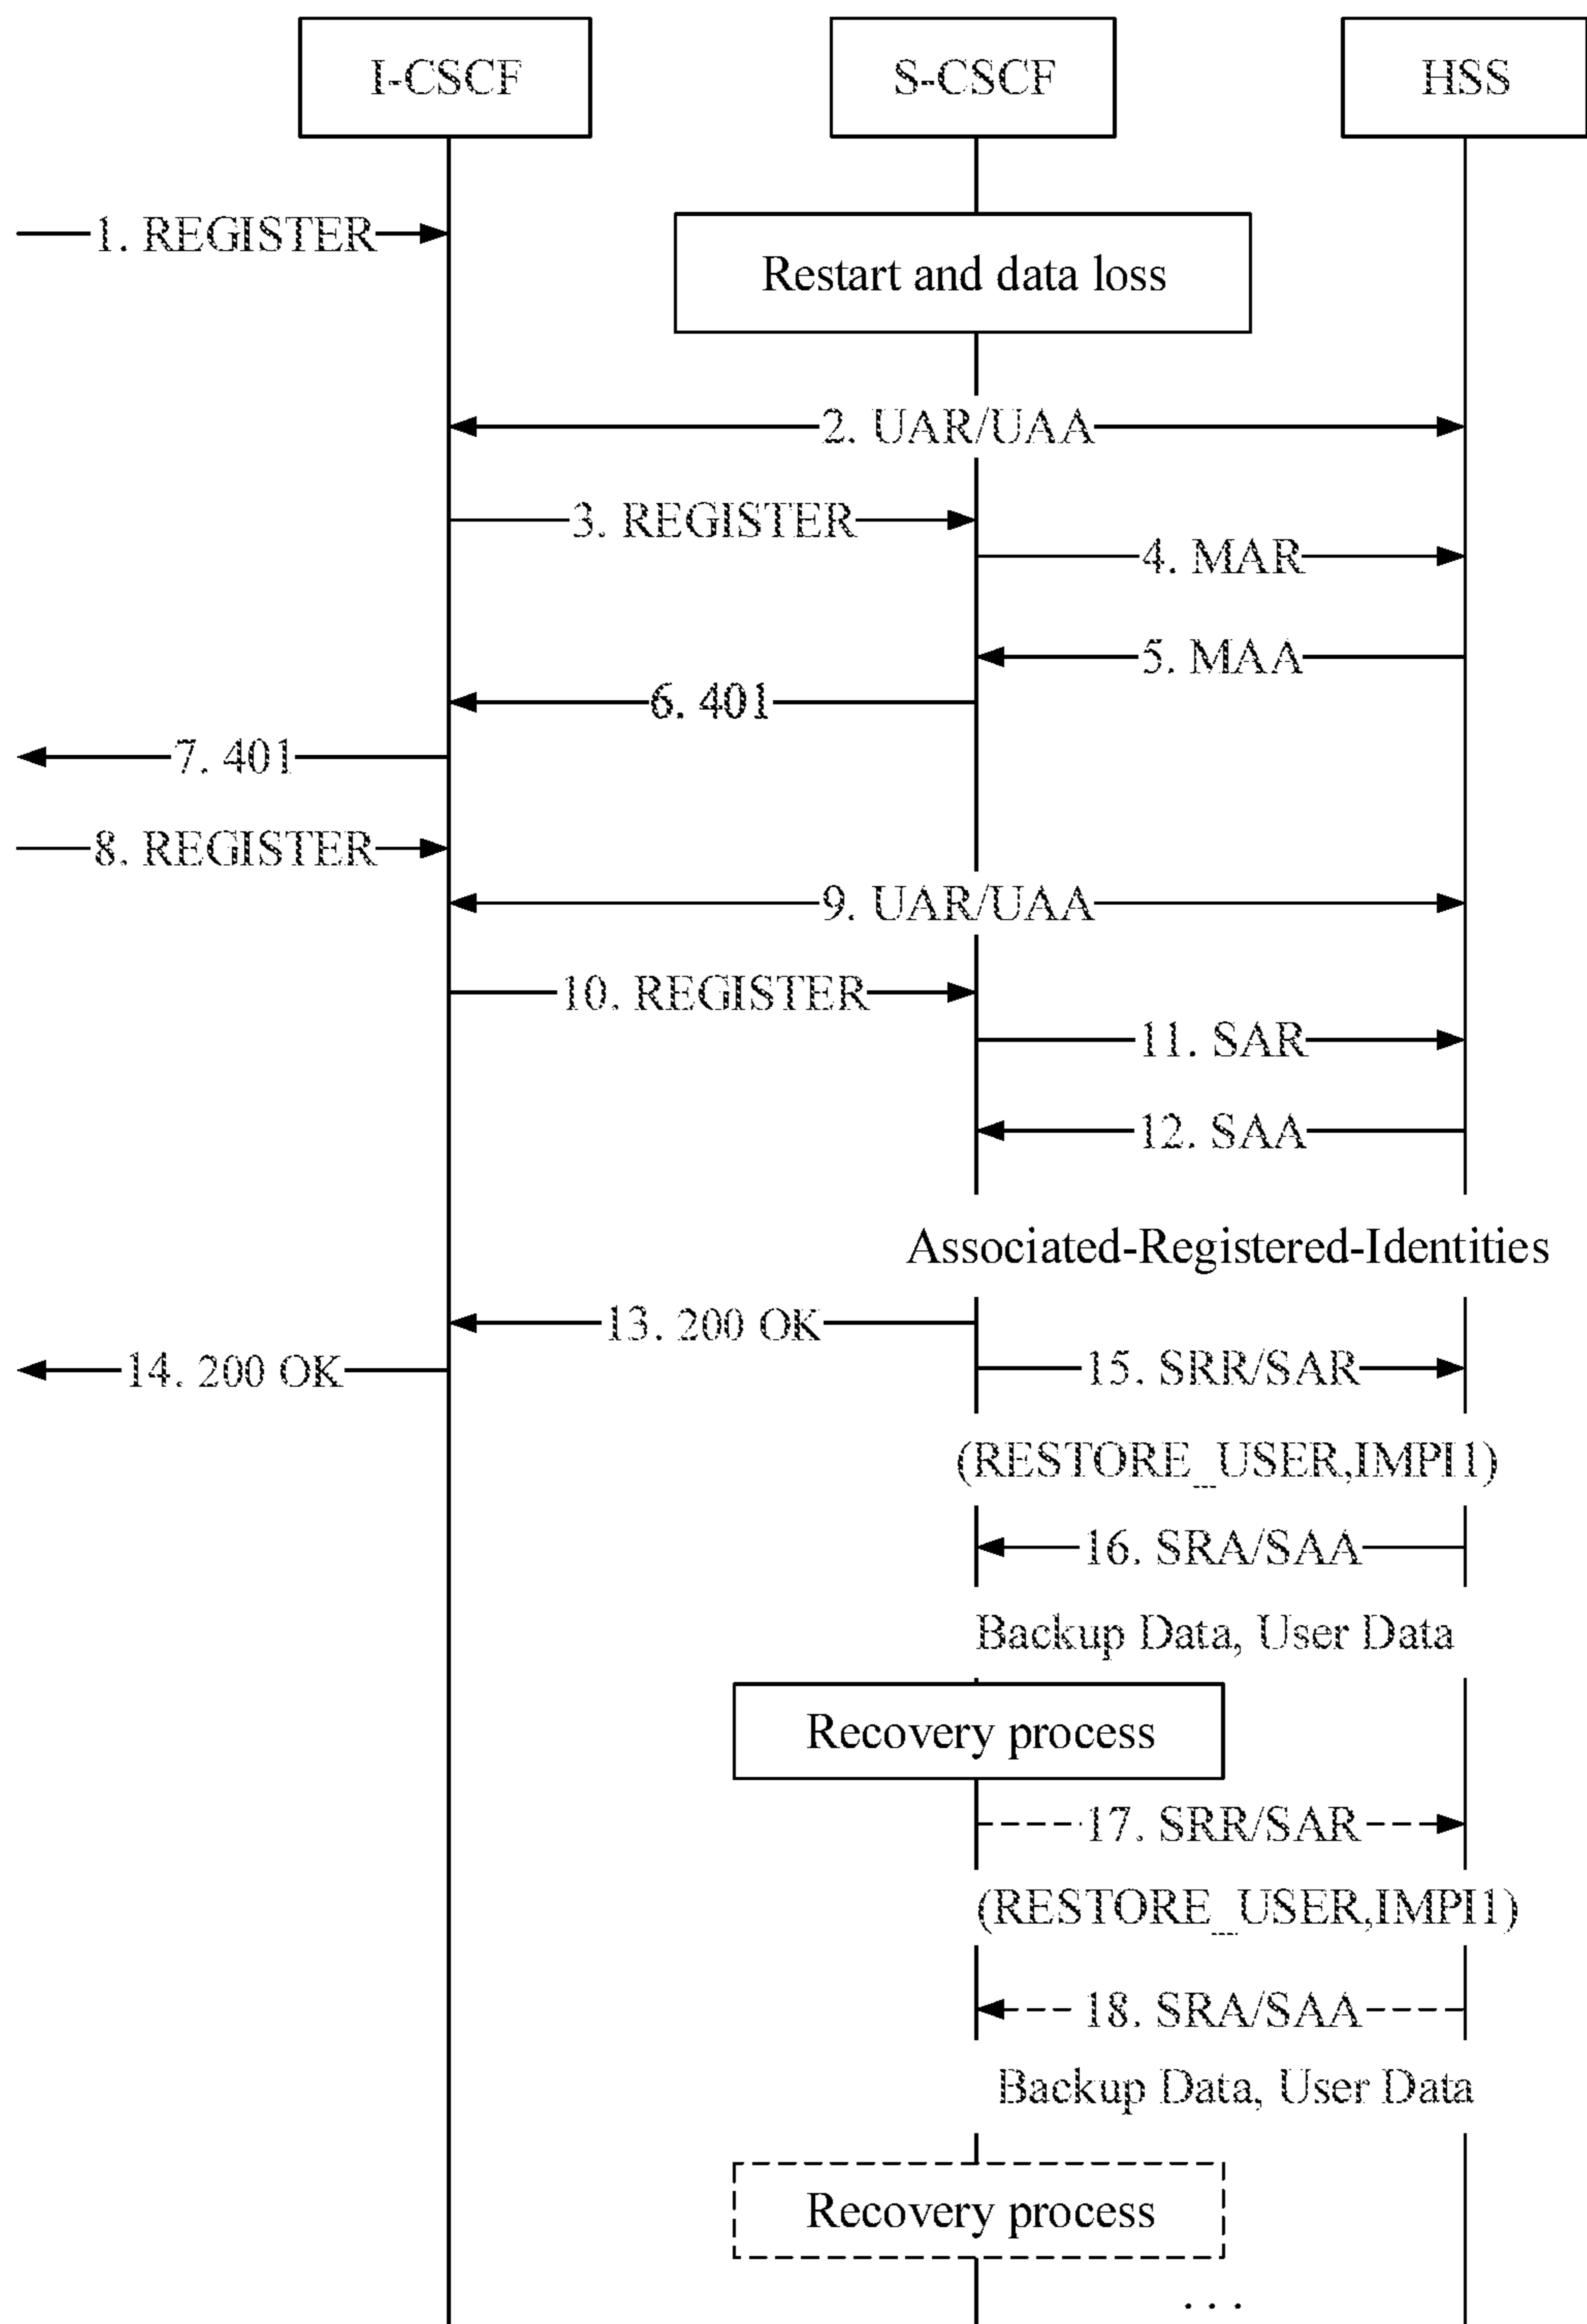 I-CSCF
S-CSCF
HSS
1. REGISTER
Restart and data loss
2. UAR/UAA
3. REGISTER
4. MAR
5. MAA
6. 401
7. 401
8. REGISTER
9. UAR/UAA
10. REGISTER
11. SAR
12. SAA
Associated-Registered-Identities
13. 200 OK
14. 200 OK
15. SRR/SAR
(RESTORE_USER,IMPI1)
16. SRA/SAA
Backup Data, User Data
Recovery process
17. SRR/SAR
(RESTORE_USER,IMPI1)
18. SRA/SAA
Backup Data, User Data
Recovery process
...